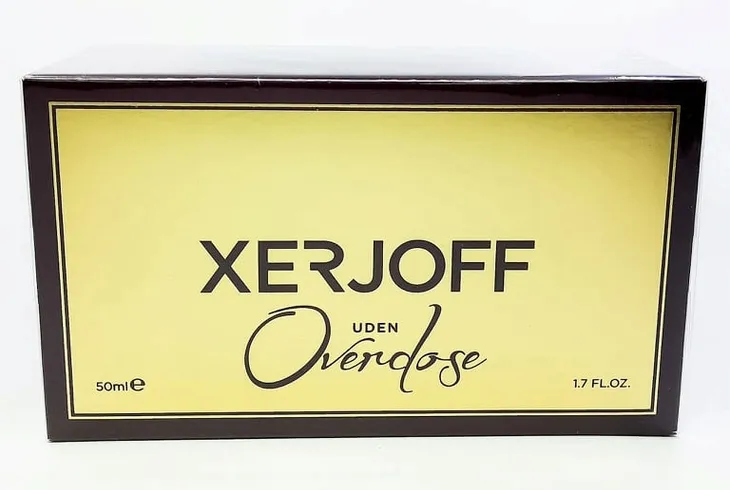 XERJOFF
UDEN
Overdose
50ml ℮
1.7 FL.OZ.